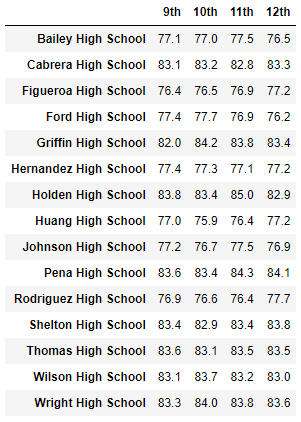 9th 10th 11th 12th
Bailey High School 77.1 77.0 77.5 76.5
Cabrera High School 83.1 83.2 82.8 83.3
Figueroa High School 76.4 76.5 76.9 77.2
Ford High School 77.4 77.7 76.9 76.2
Griffin High School 82.0 84.2 83.8 83.4
Hernandez High School 77.4 77.3 77.1 77.2
Holden High School 83.8 83.4 85.0 82.9
Huang High School 77.0 75.9 76.4 77.2
Johnson High School 77.2 76.7 77.5 76.9
Pena High School 83.6 83.4 84.3 84.1
Rodriguez High School 76.9 76.6 76.4 77.7
Shelton High School 83.4 82.9 83.4 83.8
Thomas High School 83.6 83.1 83.5 83.5
Wilson High School 83.1 83.7 83.2 83.0
Wright High School 83.3 84.0 83.8 83.6